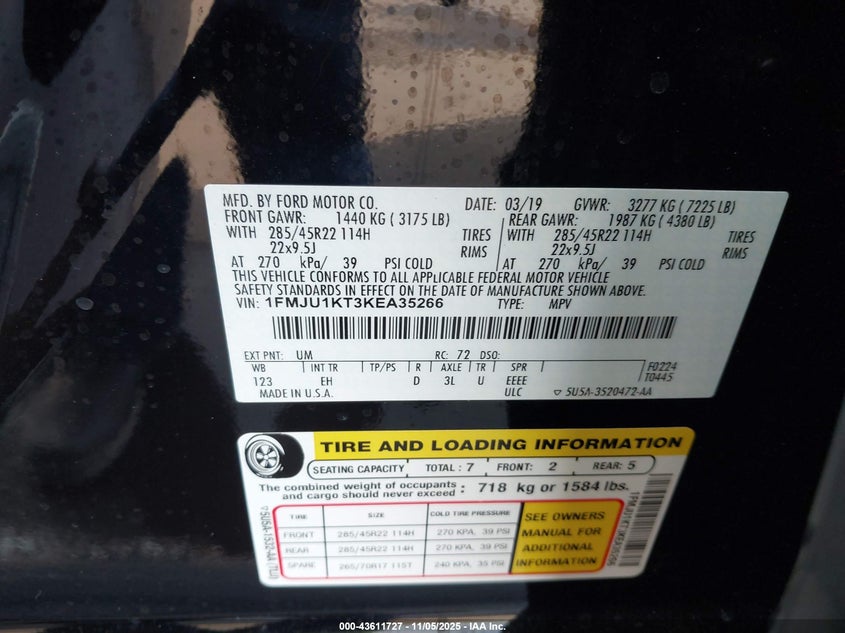 MFD. BY FORD MOTOR CO. DATE: 03/19 GVWR: 3277 KG ( 7225 LB)
FRONT GAWR: 1440 KG ( 3175 LB) REAR GAWR: 1987 KG ( 4380 LB)
WITH 285/45R22 114H TIRES WITH 285/45R22 114H TIRES
22x9.5J RIMS 22x9.5J RIMS
AT 270 kPa/ 39 PSI COLD AT 270 kPa/ 39 PSI COLD
THIS VEHICLE CONFORMS TO ALL APPLICABLE FEDERAL MOTOR VEHICLE
SAFETY STANDARDS IN EFFECT ON THE DATE OF MANUFACTURE SHOWN ABOVE.
VIN: 1FMJU1KT3KEA35266 TYPE: MPV
EXT PNT: UM RC: 72 DSO:
WB INT TR TP/PS R AXLE TR SPR F0224
123 EH D 3L U EEEE T0445
MADE IN U.S.A. ULC ▽ 5U5A-3520472-AA
TIRE AND LOADING INFORMATION
SEATING CAPACITY TOTAL : 7 FRONT: 2 REAR: 5
The combined weight of occupants
and cargo should never exceed : 718 kg or 1584 lbs.
TIRE SIZE COLD TIRE PRESSURE
FRONT 285/45R22 114H 270 KPA, 39 PSI
REAR 285/45R22 114H 270 KPA, 39 PSI
SPARE 265/70R17 115T 240 KPA, 35 PSI
SEE OWNERS
MANUAL FOR
ADDITIONAL
INFORMATION
▽5U5A-1532-AA (TLU)
1FMJU1KT3KEA35266
000-43611727 - 11/05/2025 - IAA Inc.